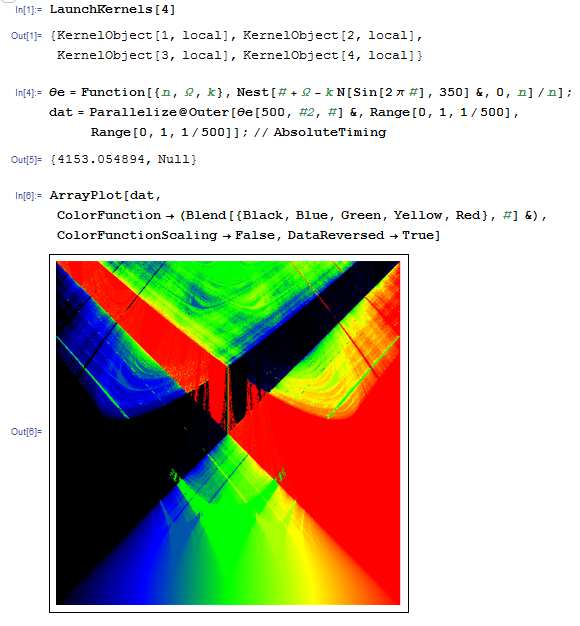 In[1]:= LaunchKernels[4]
Out[1]= {KernelObject[1, local], KernelObject[2, local],
KernelObject[3, local], KernelObject[4, local]}
In[4]:= θe = Function[{n, Ω, k}, Nest[# + Ω - k N[Sin[2 π #], 350] &, 0, n] / n];
dat = Parallelize@Outer[θe[500, #2, #] &, Range[0, 1, 1/500],
Range[0, 1, 1/500]]; // AbsoluteTiming
Out[5]= {4153.054894, Null}
In[6]:= ArrayPlot[dat,
ColorFunction → (Blend[{Black, Blue, Green, Yellow, Red}, #] &),
ColorFunctionScaling → False, DataReversed → True]
Out[6]=